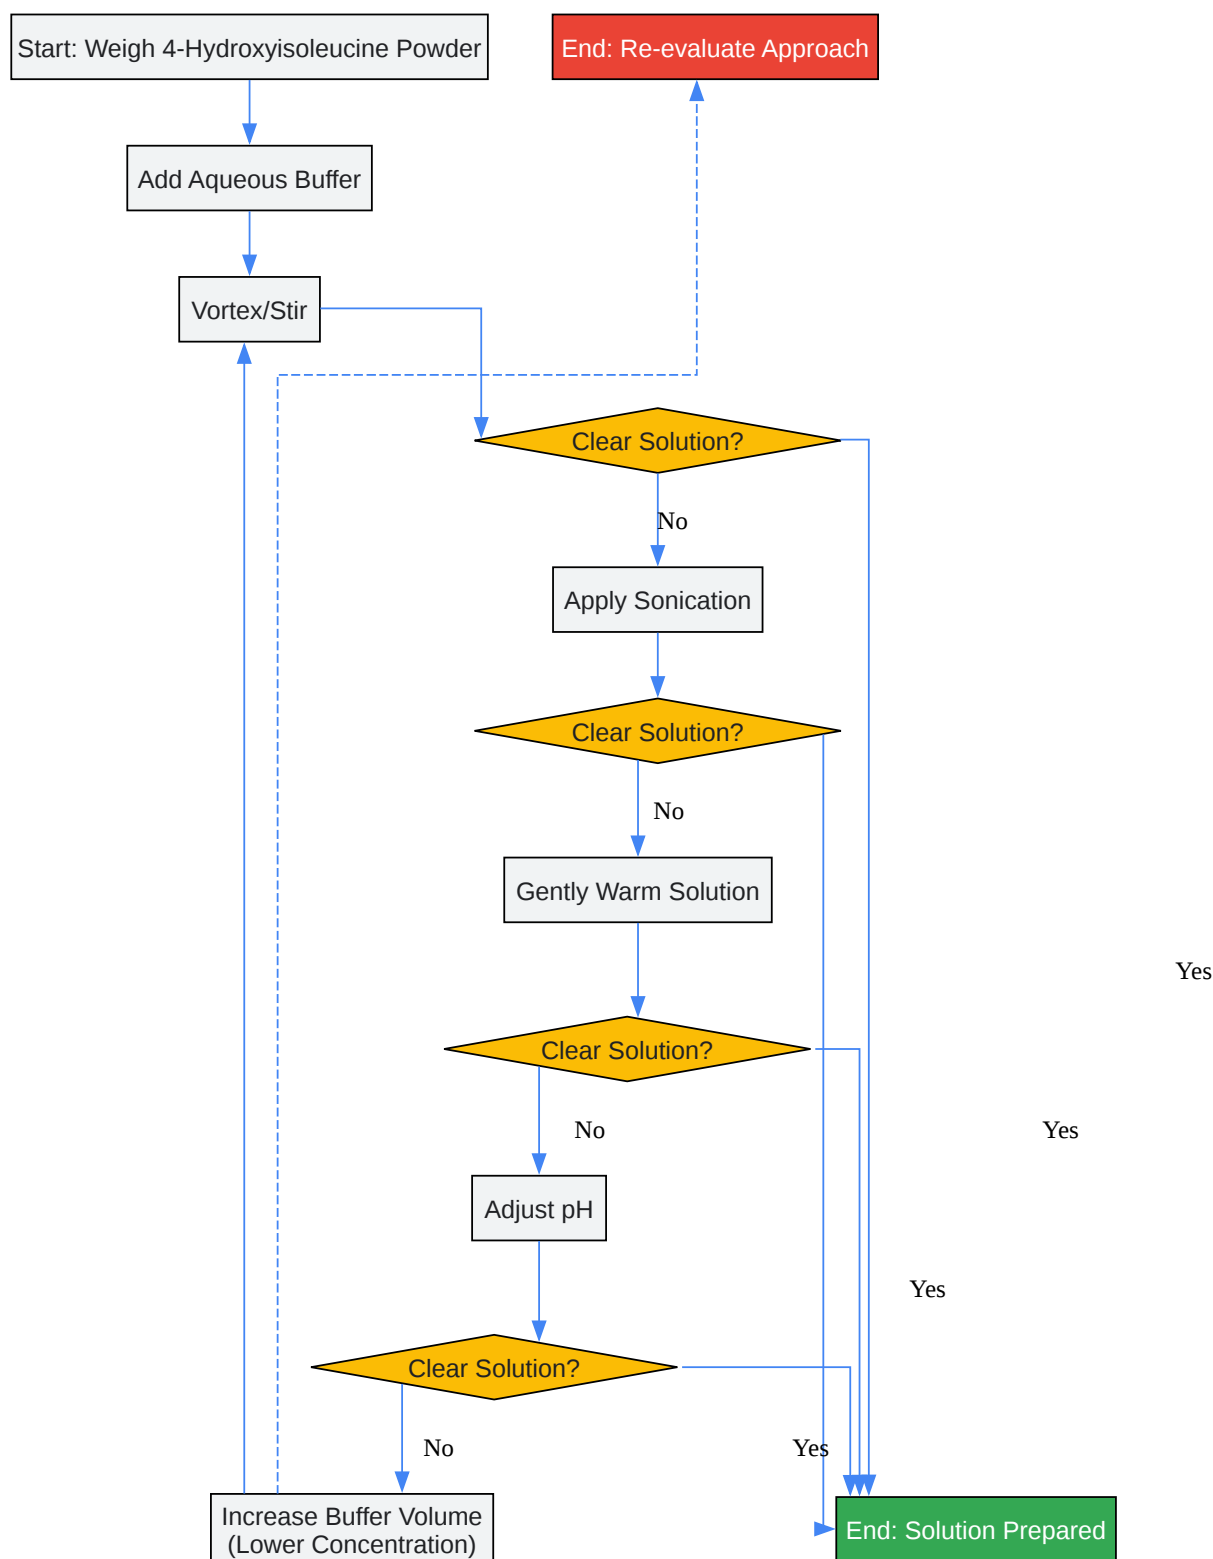 Start: Weigh 4-Hydroxyisoleucine Powder
End: Re-evaluate Approach
Add Aqueous Buffer
Vortex/Stir
Clear Solution?
No
Apply Sonication
Clear Solution?
No
Gently Warm Solution
Yes
Clear Solution?
No
Yes
Adjust pH
Yes
Clear Solution?
No
Yes
Increase Buffer Volume
(Lower Concentration)
End: Solution Prepared